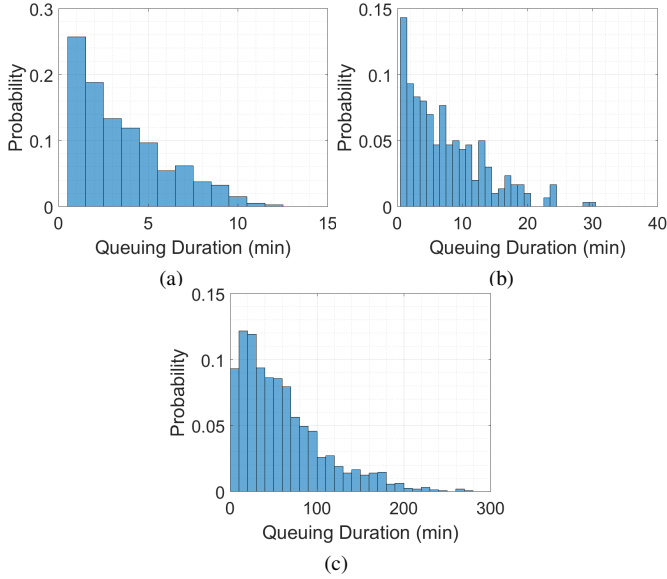 0.3
0.2
0.1
0
Probability
0 5 10 15
Queuing Duration (min)
(a)
0.15
0.1
0.05
0
Probability
0 10 20 30 40
Queuing Duration (min)
(b)
0.15
0.1
0.05
0
Probability
0 100 200 300
Queuing Duration (min)
(c)